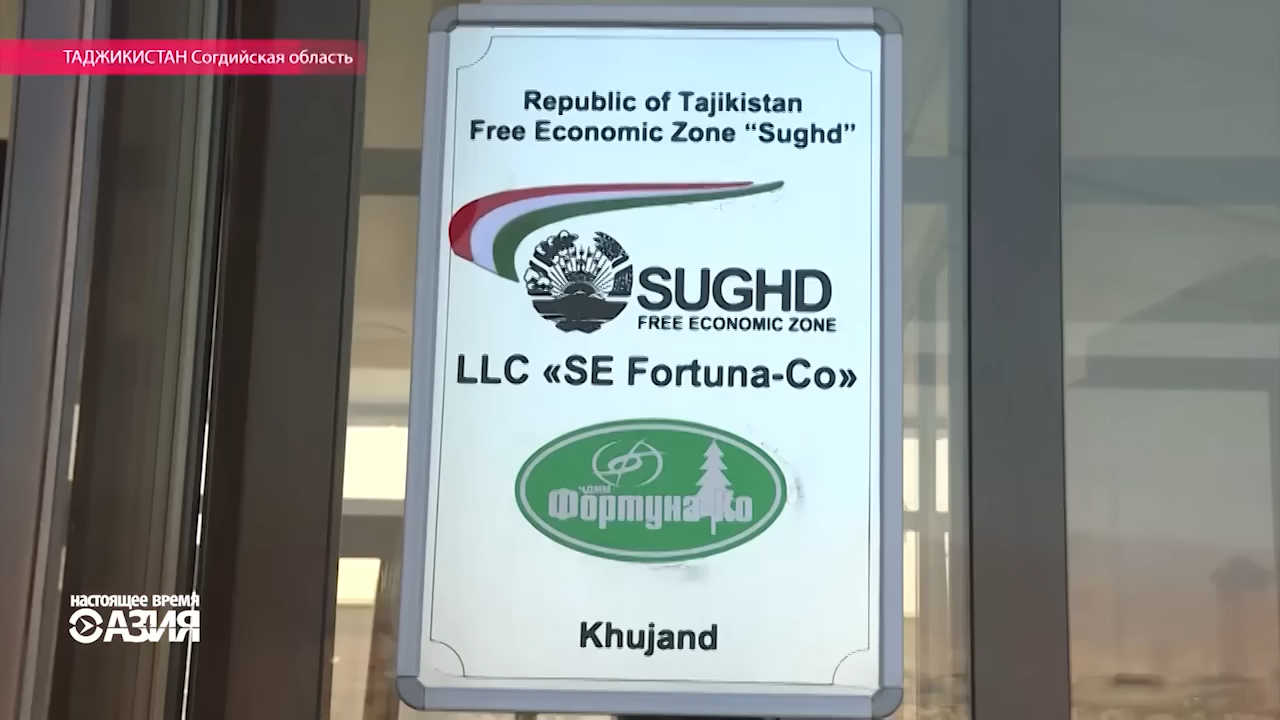 ТАДЖИКИСТАН Согдийская область
Republic of Tajikistan
Free Economic Zone “Sughd”
SUGHD
FREE ECONOMIC ZONE
LLC «SE Fortuna-Co»
ҶДММ
Фортуна-Ко
Khujand
НАСТОЯЩЕЕ ВРЕМЯ
АЗИЯ